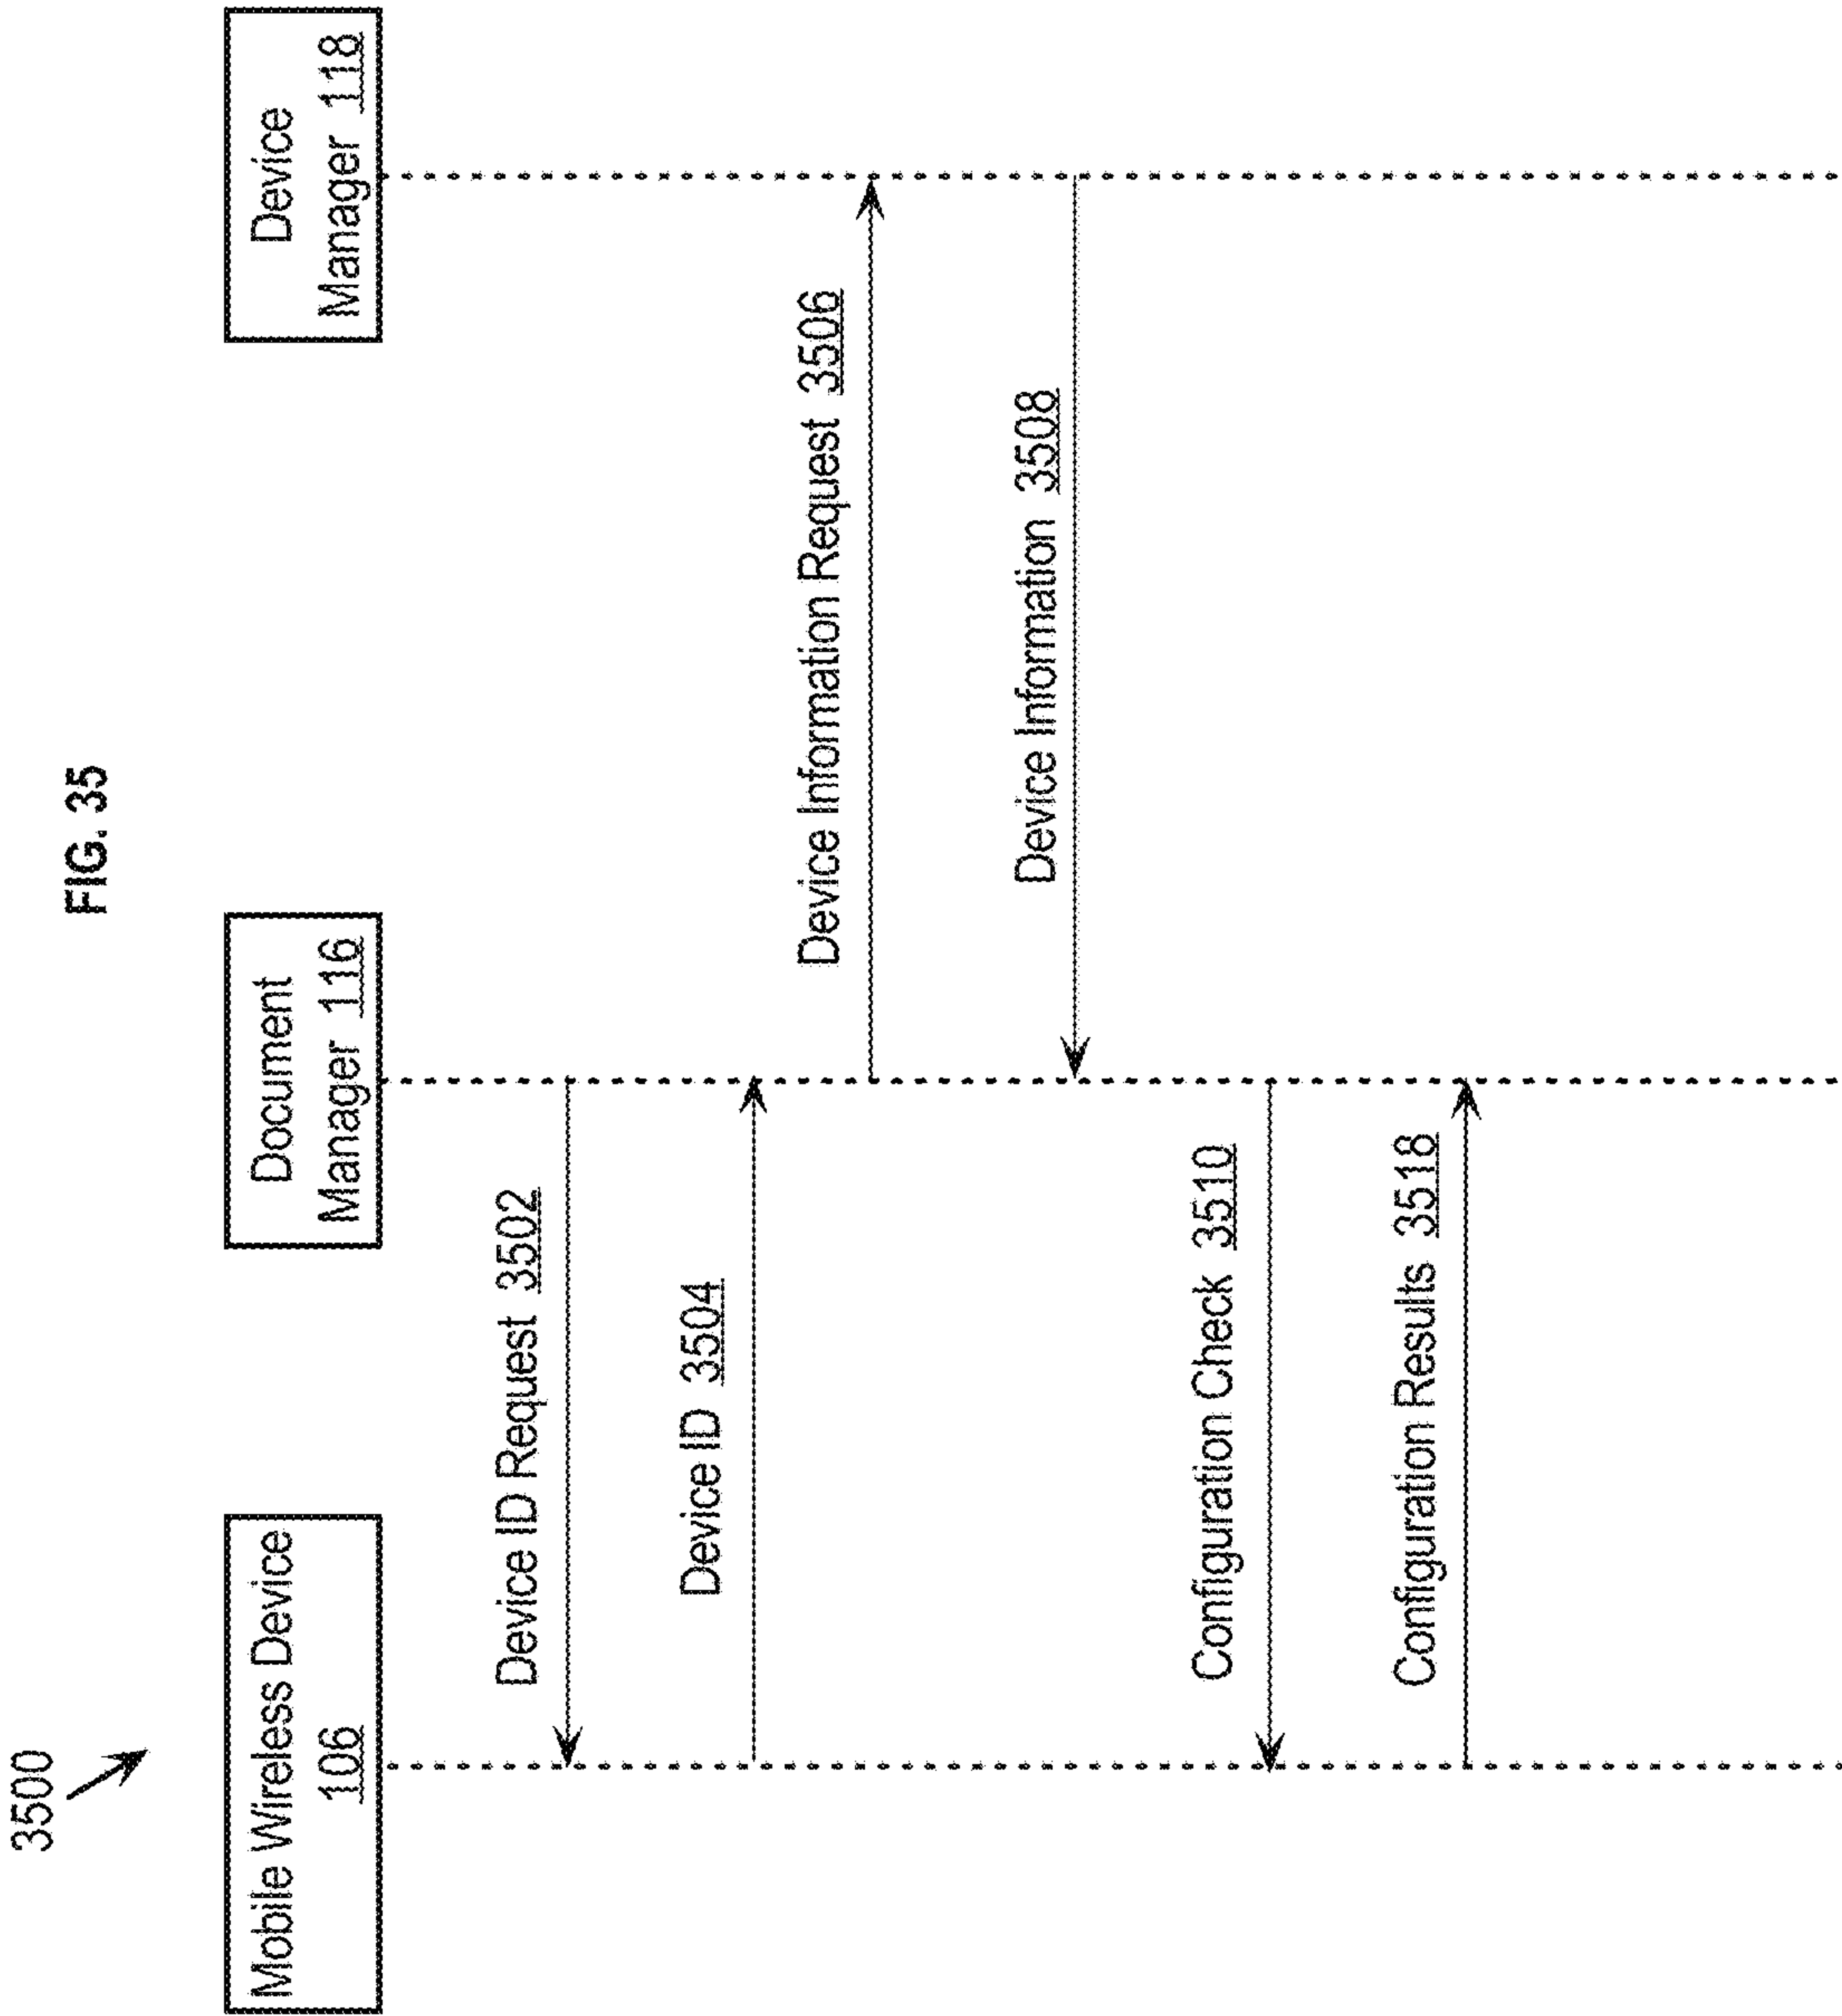 FIG. 35
3500
Mobile Wireless Device
106
Document
Manager 116
Device
Manager 118
Device ID Request 3502
Device ID 3504
Device Information Request 3506
Device Information 3508
Configuration Check 3510
Configuration Results 3518